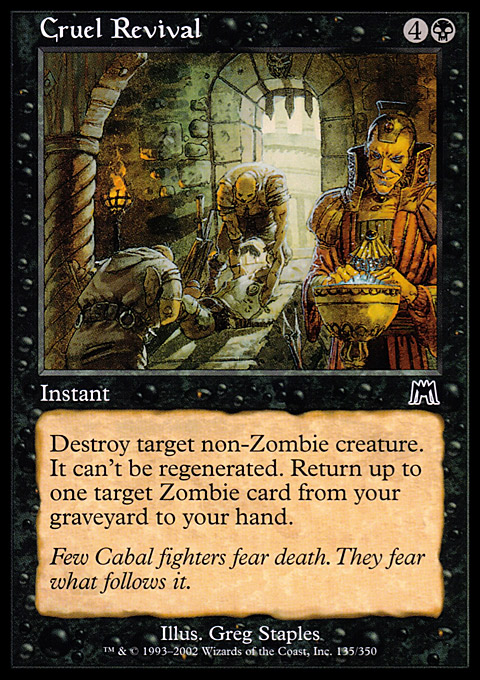 Cruel Revival 4
Instant
Destroy target non-Zombie creature.
It can't be regenerated. Return up to
one target Zombie card from your
graveyard to your hand.
Few Cabal fighters fear death. They fear
what follows it.
Illus. Greg Staples
™ & © 1993–2002 Wizards of the Coast, Inc. 135/350